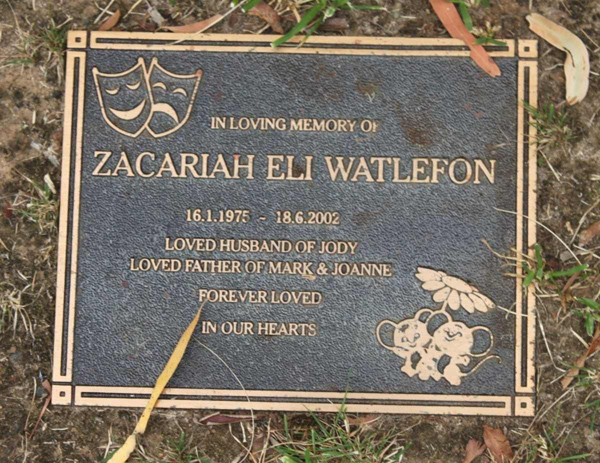 IN LOVING MEMORY OF
ZACARIAH ELI WATLEFON
16.1.1975 - 18.6.2002
LOVED HUSBAND OF JODY
LOVED FATHER OF MARK & JOANNE
FOREVER LOVED
IN OUR HEARTS